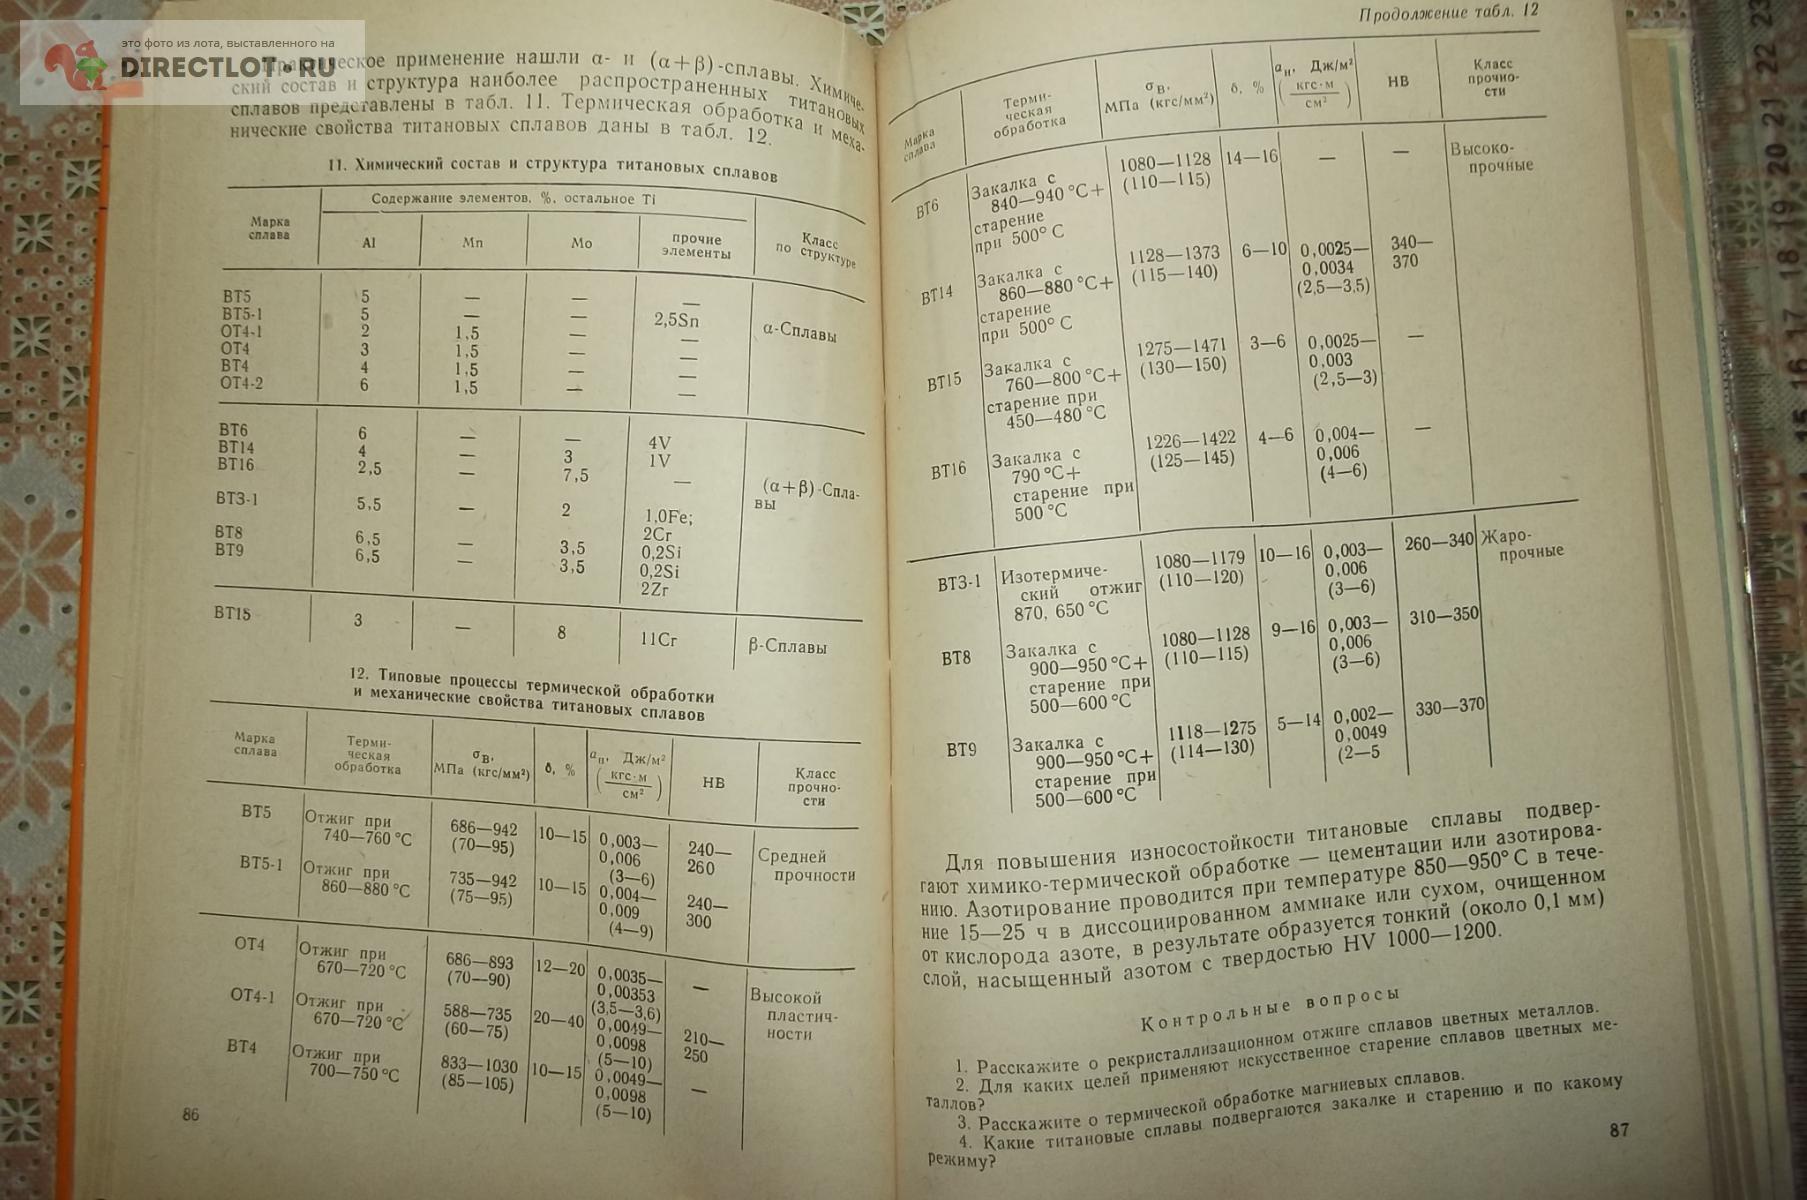 это фото из лота, выставленного на
DIRECTLOT.RU
применение нашли α- и (α+β)-сплавы. Химиче-
ский состав и структура наиболее распространенных титановых
сплавов представлены в табл. 11. Термическая обработка и меха-
нические свойства титановых сплавов даны в табл. 12.
11. Химический состав и структура титановых сплавов
Марка сплава
Содержание элементов, %, остальное Ti
Класс по структуре
Al Mn Mo прочие элементы
ВТ5 5 — — —
ВТ5-1 5 — — 2,5Sn
ОТ4-1 2 1,5 — —
α-Сплавы
ОТ4 3 1,5 — —
ВТ4 4 1,5 — —
ОТ4-2 6 1,5 — —
ВТ6 6 — — 4V
ВТ14 4 — 3 1V
ВТ16 2,5 — 7,5 —
(α+β)-Спла-
вы
ВТ3-1 5,5 — 2 1,0Fe;
2Cr
ВТ8 6,5 — 3,5 0,2Si
ВТ9 6,5 — 3,5 0,2Si
2Zr
ВТ15 3 — 8 11Cr β-Сплавы
12. Типовые процессы термической обработки
и механические свойства титановых сплавов
Марка сплава
Терми-
ческая
обработка
σв,
МПа (кгс/мм²)
δ, %
aн, Дж/м²
(кгс·м
см²)
НВ
Класс
прочно-
сти
ВТ5 Отжиг при 686—942 10—15 0,003— 240— Средней
740—760 °С (70—95) 0,006 260 прочности
(3—6)
ВТ5-1 Отжиг при 735—942 10—15 0,004— 240—
860—880 °С (75—95) 0,009 300
(4—9)
ОТ4 Отжиг при 686—893 12—20 0,0035— — Высокой
670—720 °С (70—90) 0,00353 пластич-
(3,5—3,6) ности
ОТ4-1 Отжиг при 588—735 20—40 0,0049— 210—
670—720 °С (60—75) 0,0098 250
(5—10)
ВТ4 Отжиг при 833—1030 10—15 0,0049— —
700—750 °С (85—105) 0,0098
(5—10)
86
Продолжение табл. 12
Марка
сплава
Терми-
ческая
обработка
σв,
МПа (кгс/мм²)
δ, %
aн, Дж/м²
(кгс·м
см²)
НВ
Класс
прочно-
сти
ВТ6 Закалка с 1080—1128 14—16 — — Высоко-
840—940 °С+ (110—115) прочные
старение
при 500° С
ВТ14 Закалка с 1128—1373 6—10 0,0025— 340—
860—880 °С+ (115—140) 0,0034 370
старение (2,5—3,5)
при 500° С
ВТ15 Закалка с 1275—1471 3—6 0,0025— —
760—800 °С+ (130—150) 0,003
старение при (2,5—3)
450—480 °С
ВТ16 Закалка с 1226—1422 4—6 0,004— —
790 °С+ (125—145) 0,006
старение при (4—6)
500 °С
ВТ3-1 Изотермиче- 1080—1179 10—16 0,003— 260—340 Жаро-
ский отжиг (110—120) 0,006 прочные
870, 650 °С (3—6)
ВТ8 Закалка с 1080—1128 9—16 0,003— 310—350
900—950 °С+ (110—115) 0,006
старение при (3—6)
500—600 °С
ВТ9 Закалка с 1118—1275 5—14 0,002— 330—370
900—950 °С+ (114—130) 0,0049
старение при (2—5
500—600 °С
Для повышения износостойкости титановые сплавы подвер-
гают химико-термической обработке — цементации или азотирова-
нию. Азотирование проводится при температуре 850—950° С в тече-
ние 15—25 ч в диссоциированном аммиаке или сухом, очищенном
от кислорода азоте, в результате образуется тонкий (около 0,1 мм)
слой, насыщенный азотом с твердостью HV 1000—1200.
Контрольные вопросы
1. Расскажите о рекристаллизационном отжиге сплавов цветных металлов.
2. Для каких целей применяют искусственное старение сплавов цветных ме-
таллов?
3. Расскажите о термической обработке магниевых сплавов.
4. Какие титановые сплавы подвергаются закалке и старению и по какому
режиму?
87
15 16 17 18 19 20 21 22 23